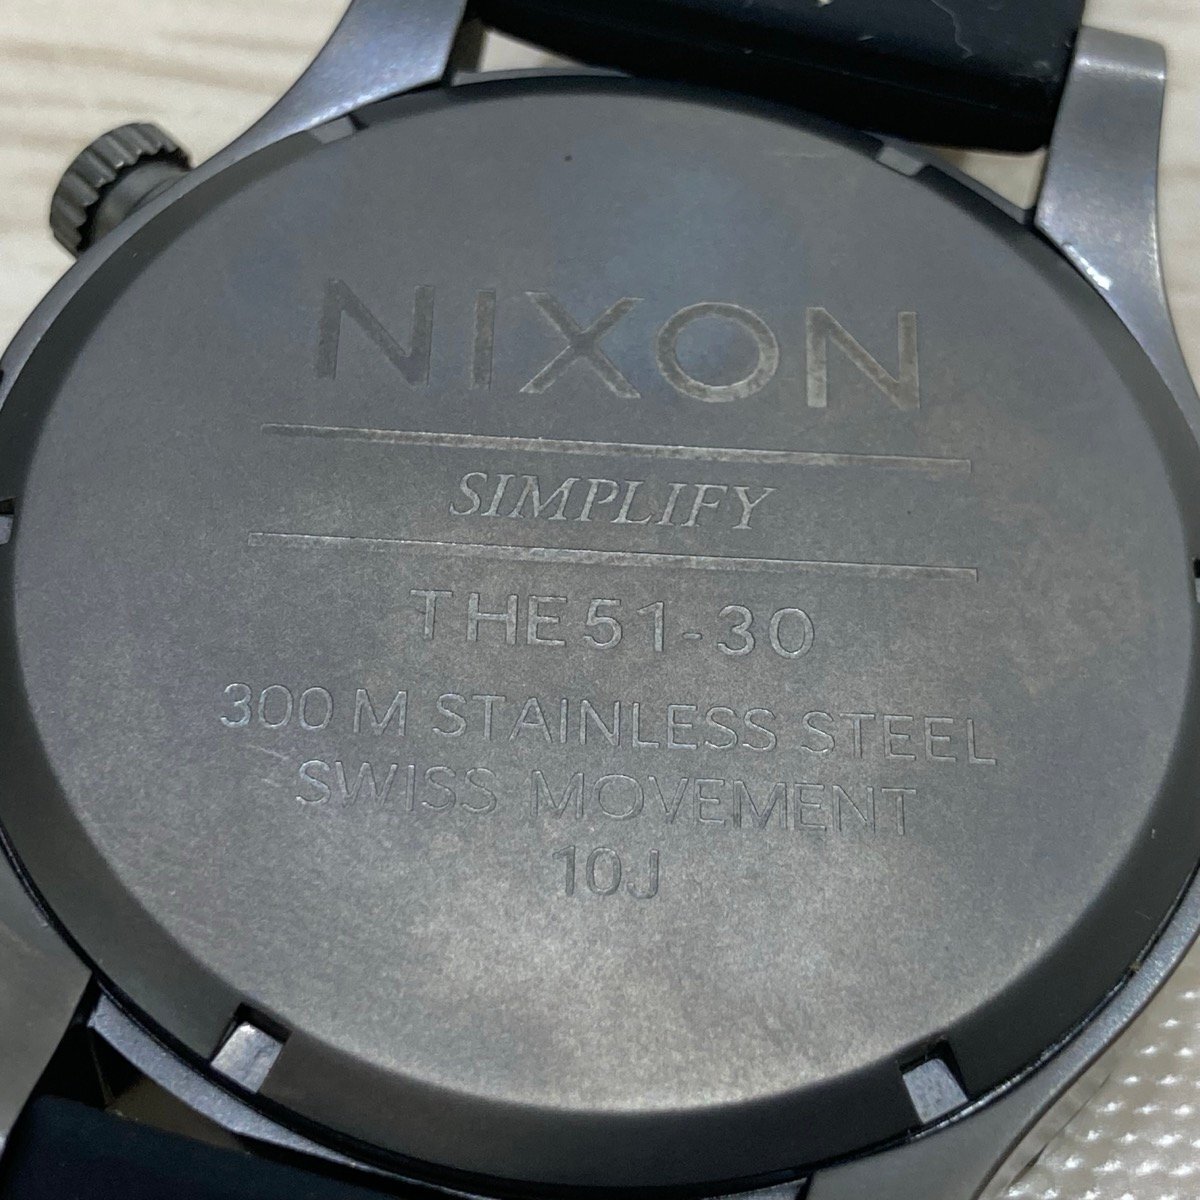 NIXON
SIMPLIFY
THE 51-30
300 M STAINLESS STEEL
SWISS MOVEMENT
10J